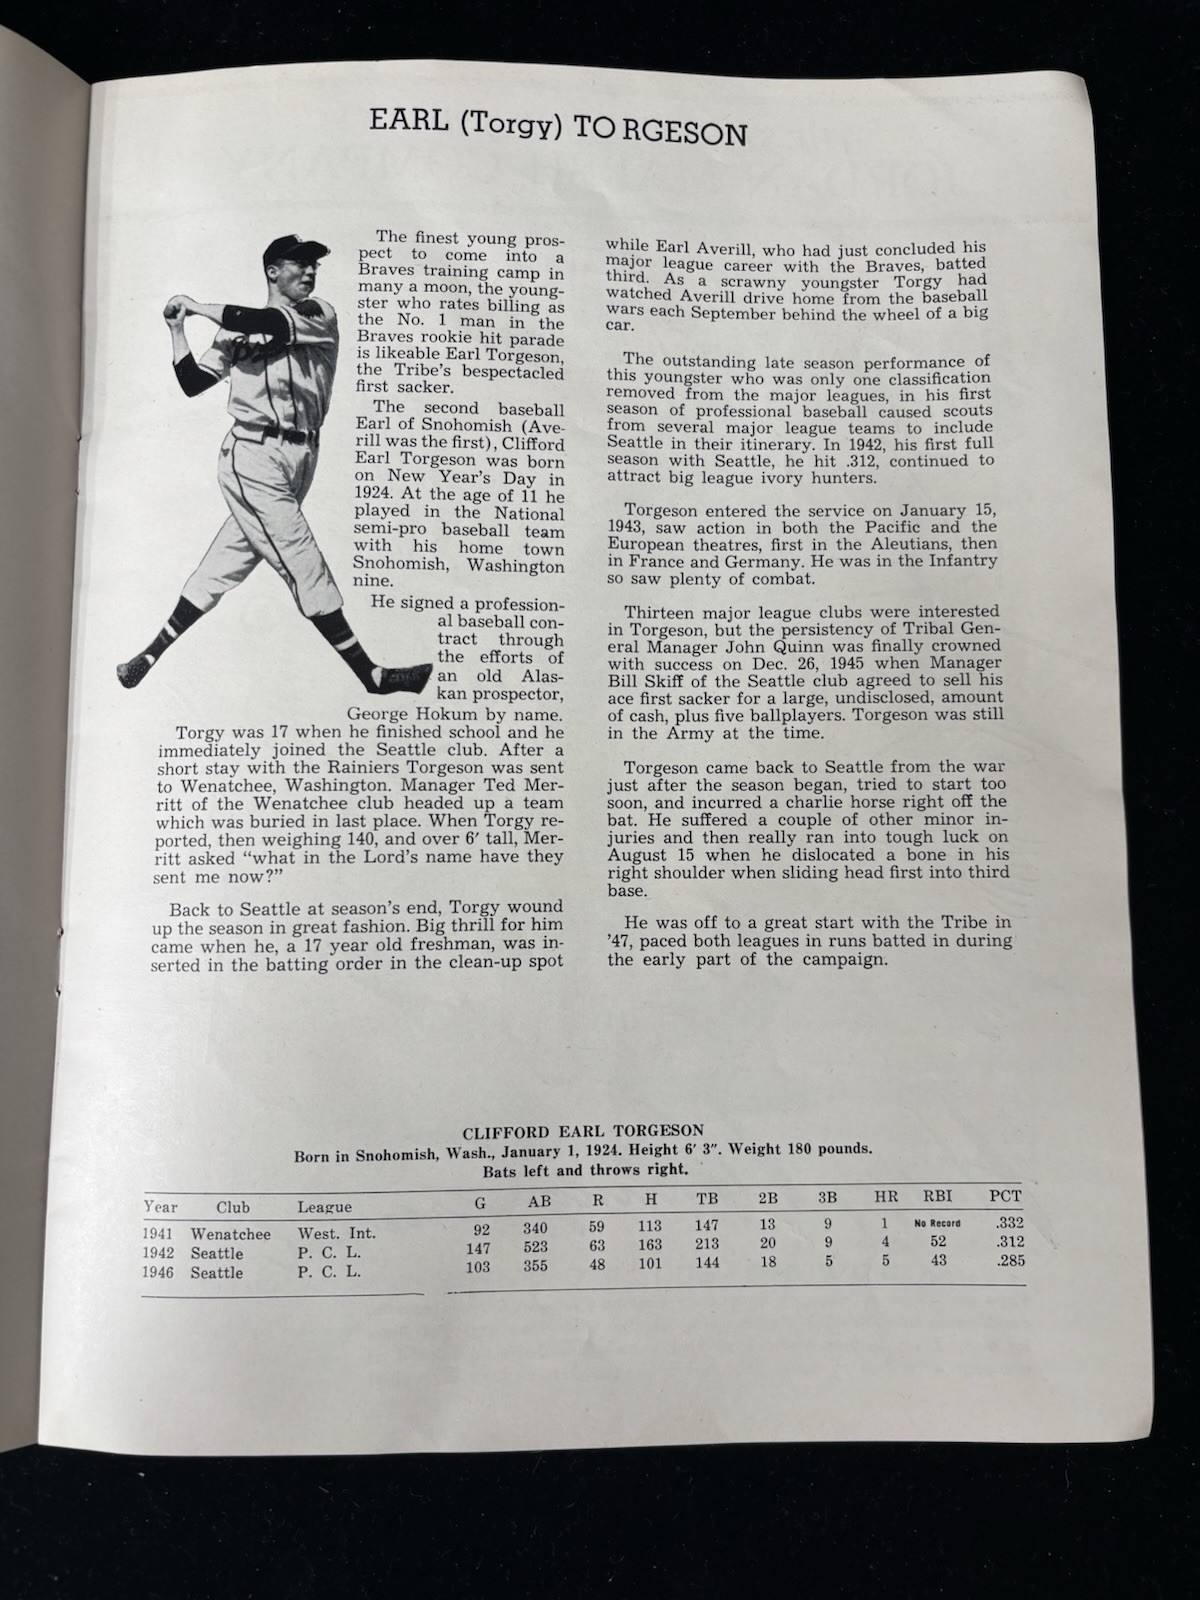 EARL (Torgy) TO RGESON
The finest young pros-
pect to come into a
Braves training camp in
many a moon, the young-
ster who rates billing as
the No. 1 man in the
Braves rookie hit parade
is likeable Earl Torgeson,
the Tribe's bespectacled
first sacker.
The second baseball
Earl of Snohomish (Ave-
rill was the first), Clifford
Earl Torgeson was born
on New Year's Day in
1924. At the age of 11 he
played in the National
semi-pro baseball team
with his home town
Snohomish, Washington
nine.
He signed a profession-
al baseball con-
tract through
the efforts of
an old Alas-
kan prospector,
George Hokum by name.
Torgy was 17 when he finished school and he
immediately joined the Seattle club. After a
short stay with the Rainiers Torgeson was sent
to Wenatchee, Washington. Manager Ted Mer-
ritt of the Wenatchee club headed up a team
which was buried in last place. When Torgy re-
ported, then weighing 140, and over 6' tall, Mer-
ritt asked "what in the Lord's name have they
sent me now?"
Back to Seattle at season's end, Torgy wound
up the season in great fashion. Big thrill for him
came when he, a 17 year old freshman, was in-
serted in the batting order in the clean-up spot
while Earl Averill, who had just concluded his
major league career with the Braves, batted
third. As a scrawny youngster Torgy had
watched Averill drive home from the baseball
wars each September behind the wheel of a big
car.
The outstanding late season performance of
this youngster who was only one classification
removed from the major leagues, in his first
season of professional baseball caused scouts
from several major league teams to include
Seattle in their itinerary. In 1942, his first full
season with Seattle, he hit .312, continued to
attract big league ivory hunters.
Torgeson entered the service on January 15,
1943, saw action in both the Pacific and the
European theatres, first in the Aleutians, then
in France and Germany. He was in the Infantry
so saw plenty of combat.
Thirteen major league clubs were interested
in Torgeson, but the persistency of Tribal Gen-
eral Manager John Quinn was finally crowned
with success on Dec. 26, 1945 when Manager
Bill Skiff of the Seattle club agreed to sell his
ace first sacker for a large, undisclosed, amount
of cash, plus five ballplayers. Torgeson was still
in the Army at the time.
Torgeson came back to Seattle from the war
just after the season began, tried to start too
soon, and incurred a charlie horse right off the
bat. He suffered a couple of other minor in-
juries and then really ran into tough luck on
August 15 when he dislocated a bone in his
right shoulder when sliding head first into third
base.
He was off to a great start with the Tribe in
'47, paced both leagues in runs batted in during
the early part of the campaign.
CLIFFORD EARL TORGESON
Born in Snohomish, Wash., January 1, 1924. Height 6' 3". Weight 180 pounds.
Bats left and throws right.
Year Club League G AB R H TB 2B 3B HR RBI PCT
1941 Wenatchee West. Int. 92 340 59 113 147 13 9 1 No Record .332
1942 Seattle P. C. L. 147 523 63 163 213 20 9 4 52 .312
1946 Seattle P. C. L. 103 355 48 101 144 18 5 5 43 .285